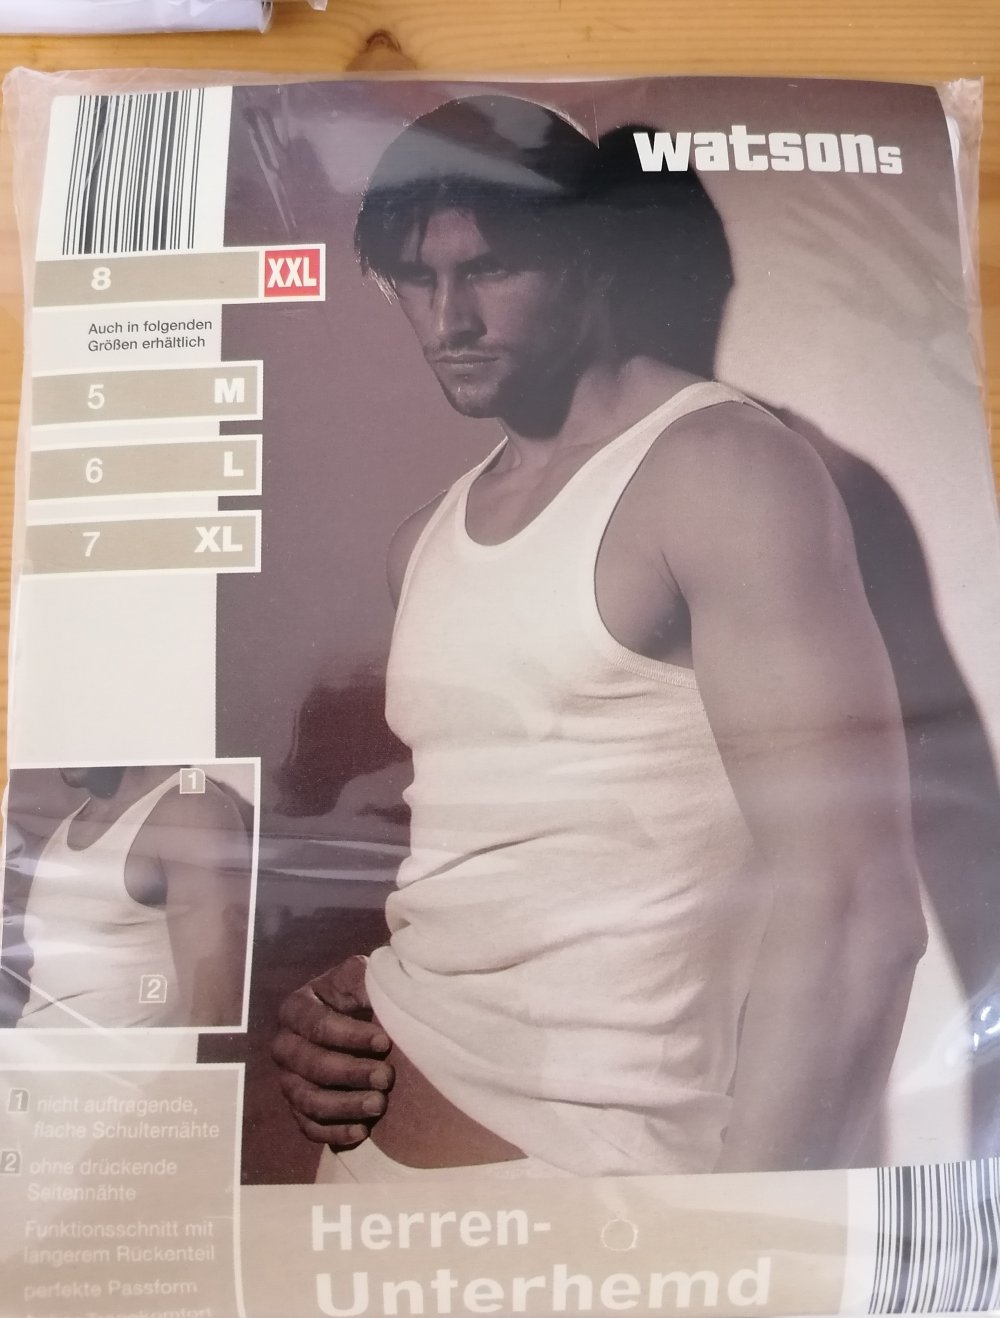 watsons
8 XXL
Auch in folgenden
Größen erhältlich
5 M
6 L
7 XL
1
2
1 nicht auftragende,
flache Schulternähte
2 ohne drückende
Seitennähte
Funktionsschnitt mit
längerem Rückenteil
perfekte Passform
Herren-
Unterhemd